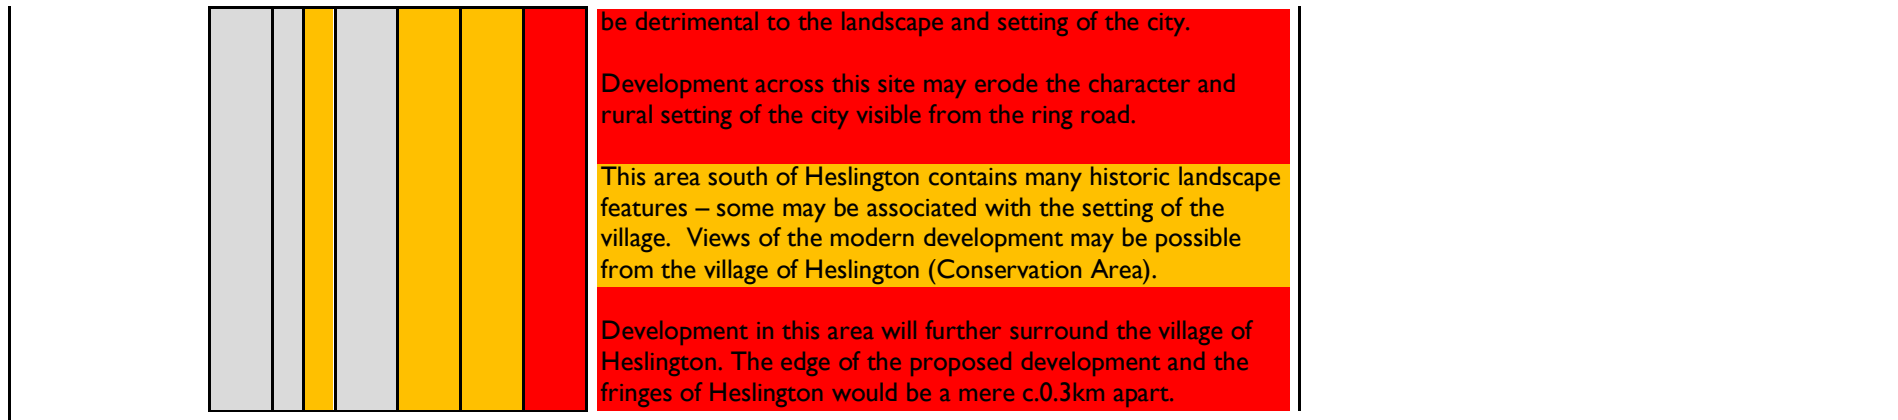 be detrimental to the landscape and setting of the city.
Development across this site may erode the character and
rural setting of the city visible from the ring road.
This area south of Heslington contains many historic landscape
features – some may be associated with the setting of the
village.  Views of the modern development may be possible
from the village of Heslington (Conservation Area).
Development in this area will further surround the village of
Heslington. The edge of the proposed development and the
fringes of Heslington would be a mere c.0.3km apart.